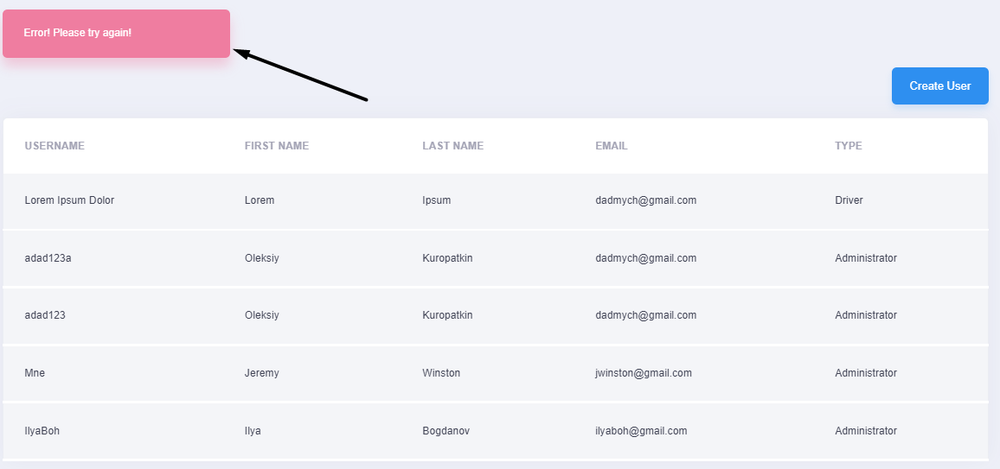 Error! Please try again!
Create User
USERNAME FIRST NAME LAST NAME EMAIL TYPE
Lorem Ipsum Dolor Lorem Ipsum dadmych@gmail.com Driver
adad123a Oleksiy Kuropatkin dadmych@gmail.com Administrator
adad123 Oleksiy Kuropatkin dadmych@gmail.com Administrator
Mne Jeremy Winston jwinston@gmail.com Administrator
IlyaBoh Ilya Bogdanov ilyaboh@gmail.com Administrator